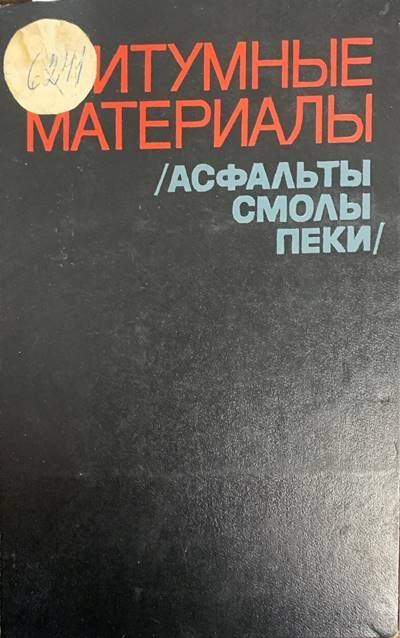 6241
ИТУМНЫЕ
МАТЕРИАЛЫ
/АСФАЛЬТЫ
СМОЛЫ
ПЕКИ/